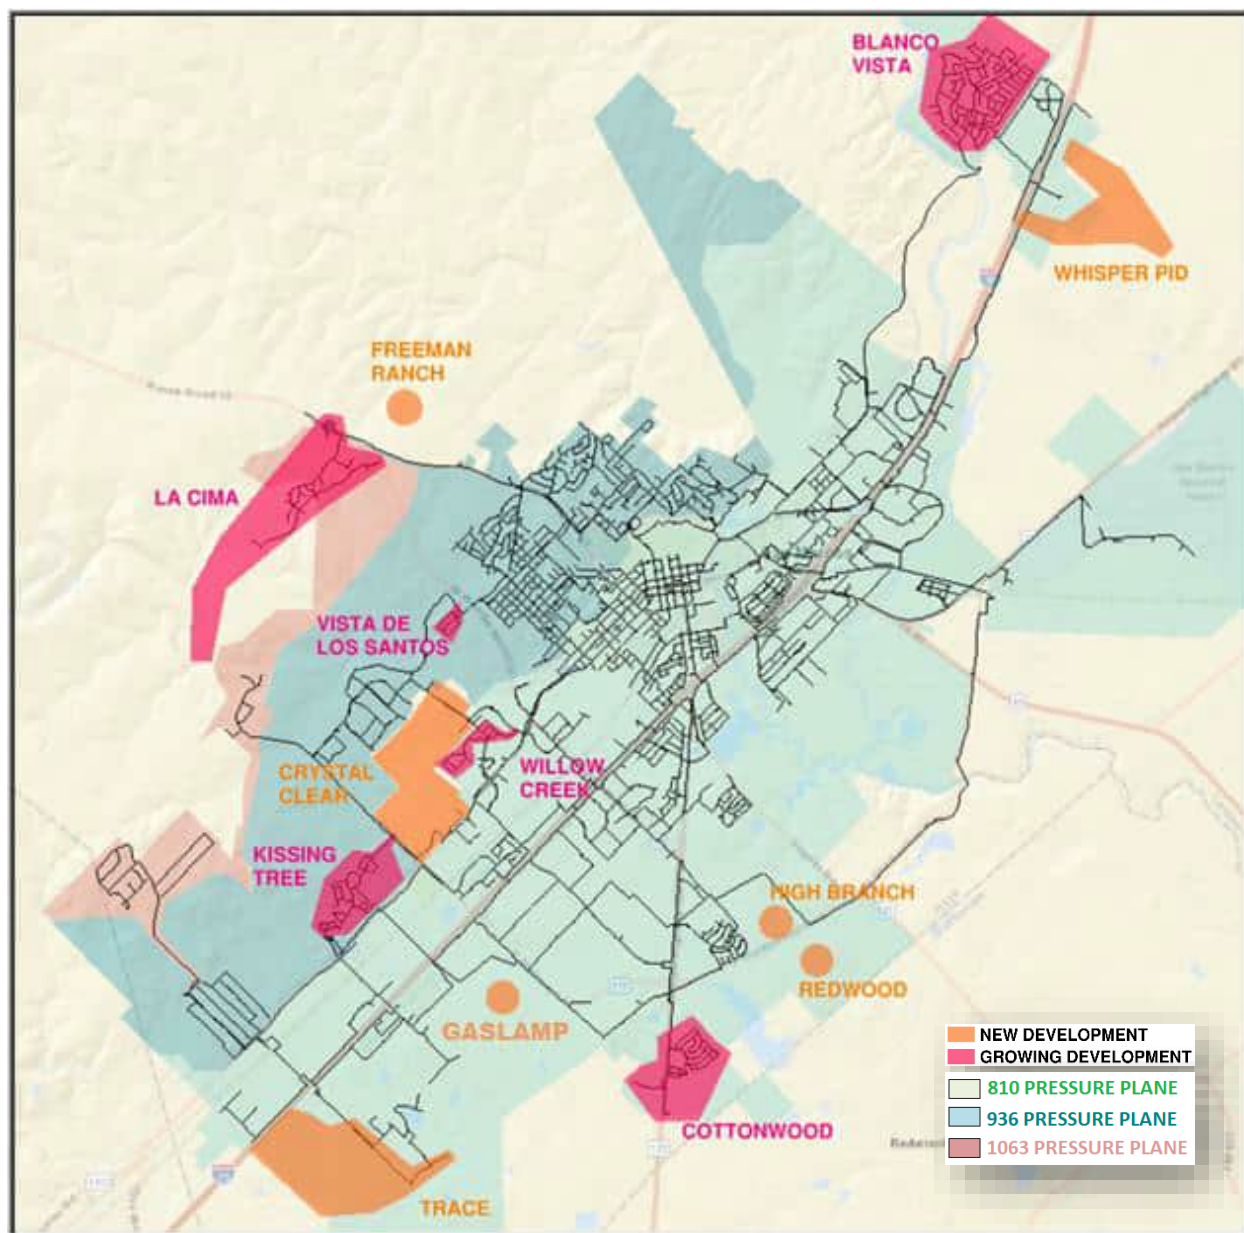 BLANCO
VISTA
WHISPER PID
FREEMAN
RANCH
LA CIMA
VISTA DE
LOS SANTOS
CRYSTAL
CLEAR
WILLOW
CREEK
KISSING
TREE
HIGH BRANCH
REDWOOD
GASLAMP
COTTONWOOD
TRACE
NEW DEVELOPMENT
GROWING DEVELOPMENT
810 PRESSURE PLANE
936 PRESSURE PLANE
1063 PRESSURE PLANE